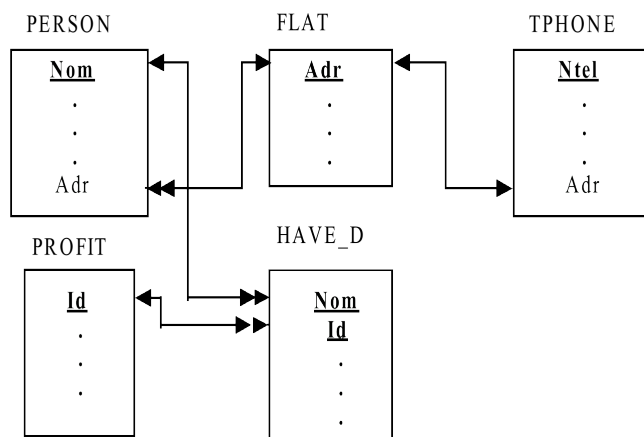 PERSON
Nom
.
.
.
Adr
FLAT
Adr
.
.
.
TPHONE
Ntel
.
.
.
Adr
PROFIT
Id
.
.
.
HAVE_D
Nom
Id
.
.
.